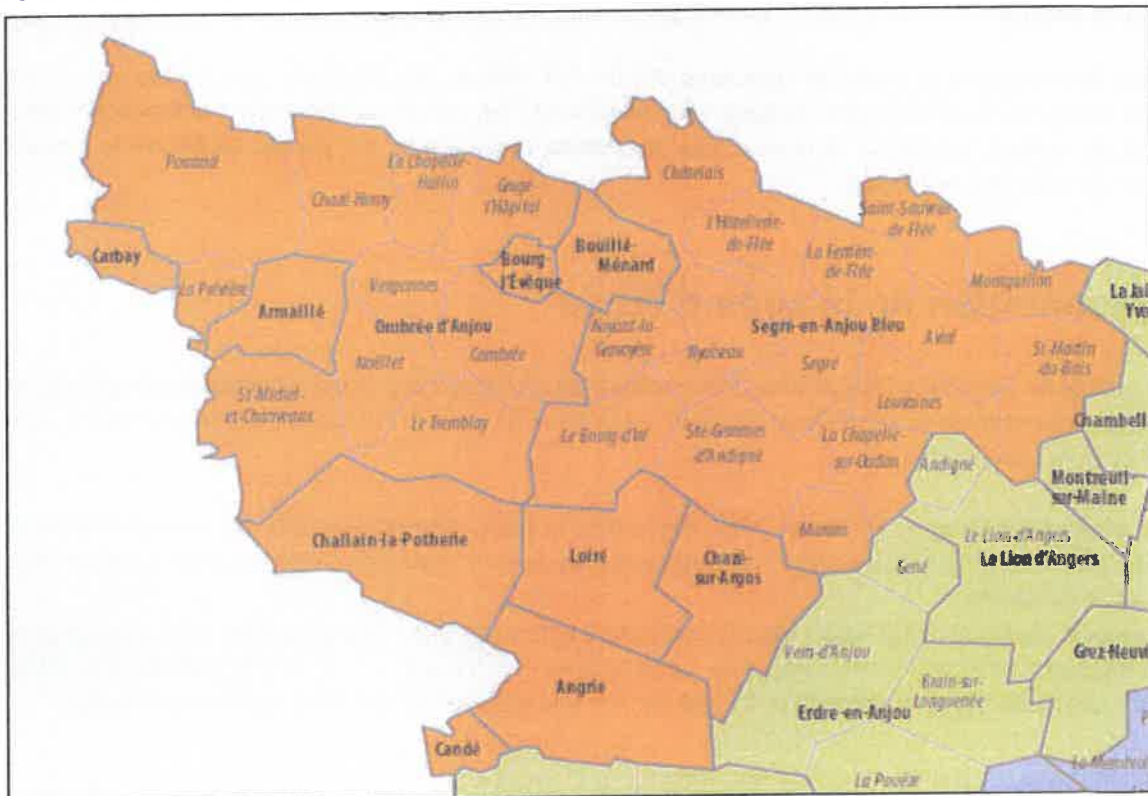 Pouancé
La Chapelle-
Hullin
Chazé-Henry
Grugé-
l'Hôpital
Châtelais
L'Hôtellerie-
de-Flée
Saint-Sauveur-
de-Flée
La Ferrière-
de-Flée
Montguillon
Carbay
Bourg-
l'Evêque
Bouillé-
Ménard
La Prévière
Armaillé
Vergonnes
Ombrée d'Anjou
Noëllet
Combrée
Noyant-la-
Gravoyère
Nyoiseau
Segré-en-Anjou Bleu
Segré
Aviré
St-Martin
-du-Bois
La Jai
Yv
St-Michel-
et-Chanveaux
Le Tremblay
Le Bourg-d'Iré
Ste-Gemmes
d'Andigné
Louvaines
La Chapelle-
sur-Oudon
Andigné
Chambell
Montreuil-
sur-Maine
Challain-la-Potherie
Loiré
Chazé-
sur-Argos
Marans
Gené
Le Lion d'Angers
Le Lion d'Angers
Vern-d'Anjou
Grez-Neuvi
Angrie
Brain-sur-
Longuenée
Erdre-en-Anjou
Candé
La Pouëze